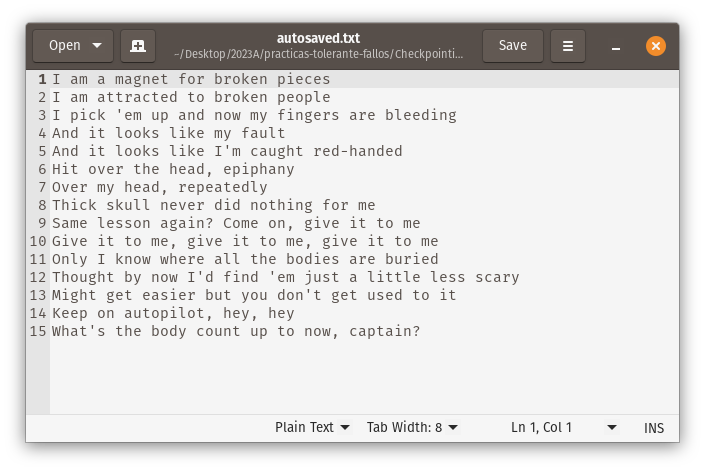 Open
autosaved.txt
~/Desktop/2023A/practicas-tolerante-fallos/Checkpointi...
Save
1 I am a magnet for broken pieces
2 I am attracted to broken people
3 I pick 'em up and now my fingers are bleeding
4 And it looks like my fault
5 And it looks like I'm caught red-handed
6 Hit over the head, epiphany
7 Over my head, repeatedly
8 Thick skull never did nothing for me
9 Same lesson again? Come on, give it to me
10 Give it to me, give it to me, give it to me
11 Only I know where all the bodies are buried
12 Thought by now I'd find 'em just a little less scary
13 Might get easier but you don't get used to it
14 Keep on autopilot, hey, hey
15 What's the body count up to now, captain?
Plain Text Tab Width: 8 Ln 1, Col 1 INS